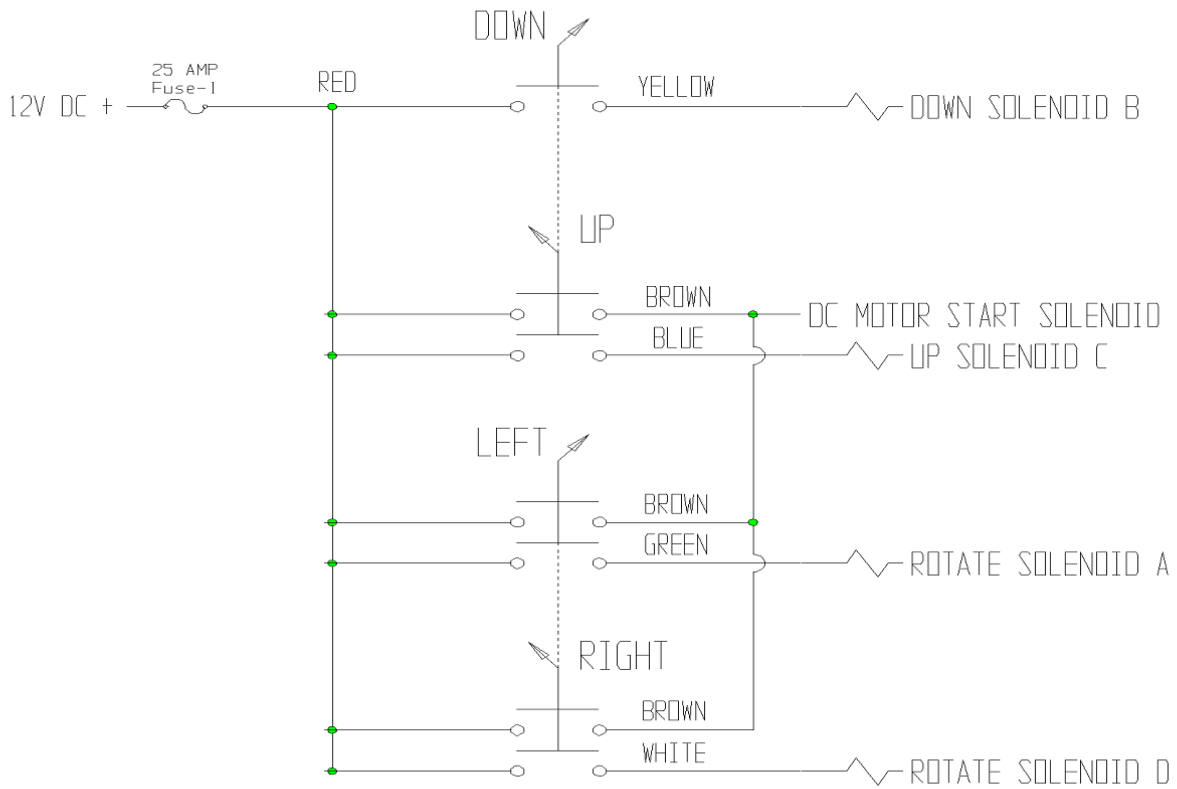 DOWN
25 AMP
Fuse-1
RED
YELLOW
12V DC +
DOWN SOLENOID B
UP
BROWN
DC MOTOR START SOLENOID
BLUE
UP SOLENOID C
LEFT
BROWN
GREEN
ROTATE SOLENOID A
RIGHT
BROWN
WHITE
ROTATE SOLENOID D